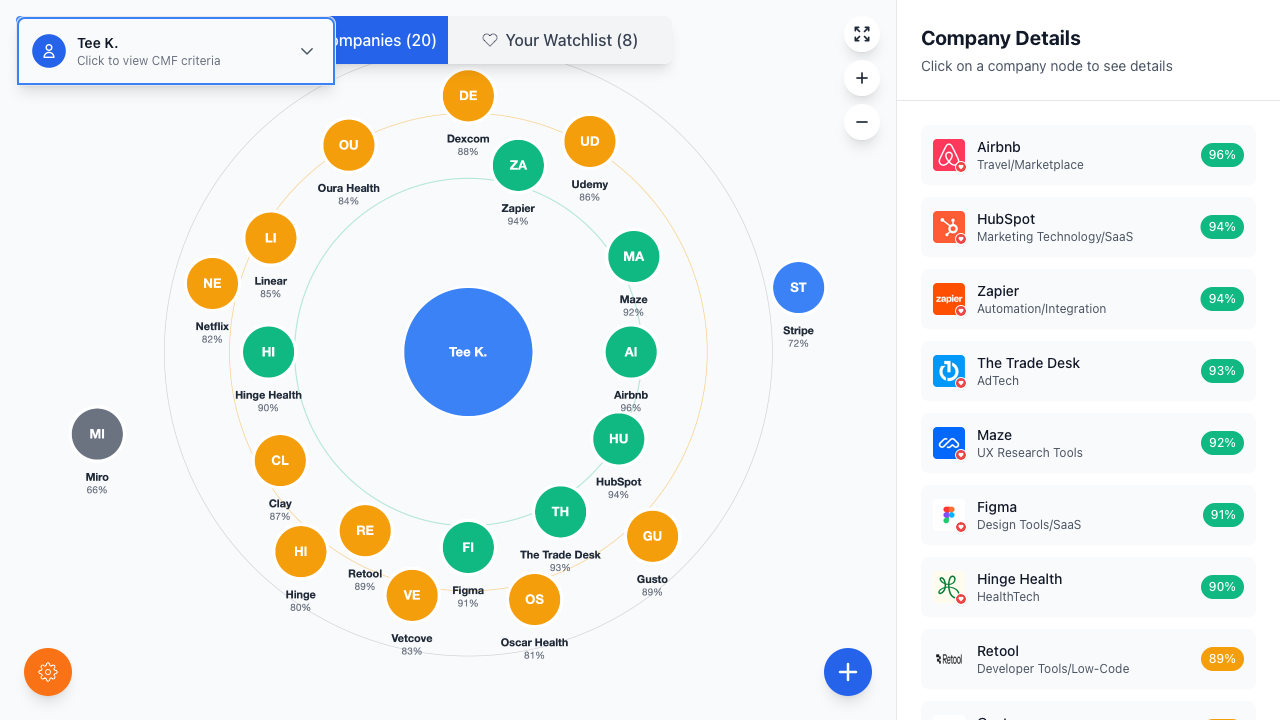 Tee K.
Click to view CMF criteria
ompanies (20)
Your Watchlist (8)
DE
Dexcom
88%
OU
Oura Health
84%
UD
Udemy
86%
ZA
Zapier
94%
LI
Linear
85%
MA
Maze
92%
NE
Netflix
82%
ST
Stripe
72%
HI
Hinge Health
90%
Tee K.
AI
Airbnb
96%
MI
Miro
66%
HU
HubSpot
94%
CL
Clay
87%
TH
The Trade Desk
93%
RE
Retool
89%
GU
Gusto
89%
HI
Hinge
80%
FI
Figma
91%
VE
Vetcove
83%
OS
Oscar Health
81%
Company Details
Click on a company node to see details
Airbnb
Travel/Marketplace
96%
HubSpot
Marketing Technology/SaaS
94%
zapier
Zapier
Automation/Integration
94%
The Trade Desk
AdTech
93%
Maze
UX Research Tools
92%
Figma
Design Tools/SaaS
91%
Hinge Health
HealthTech
90%
Retool
Retool
Developer Tools/Low-Code
89%